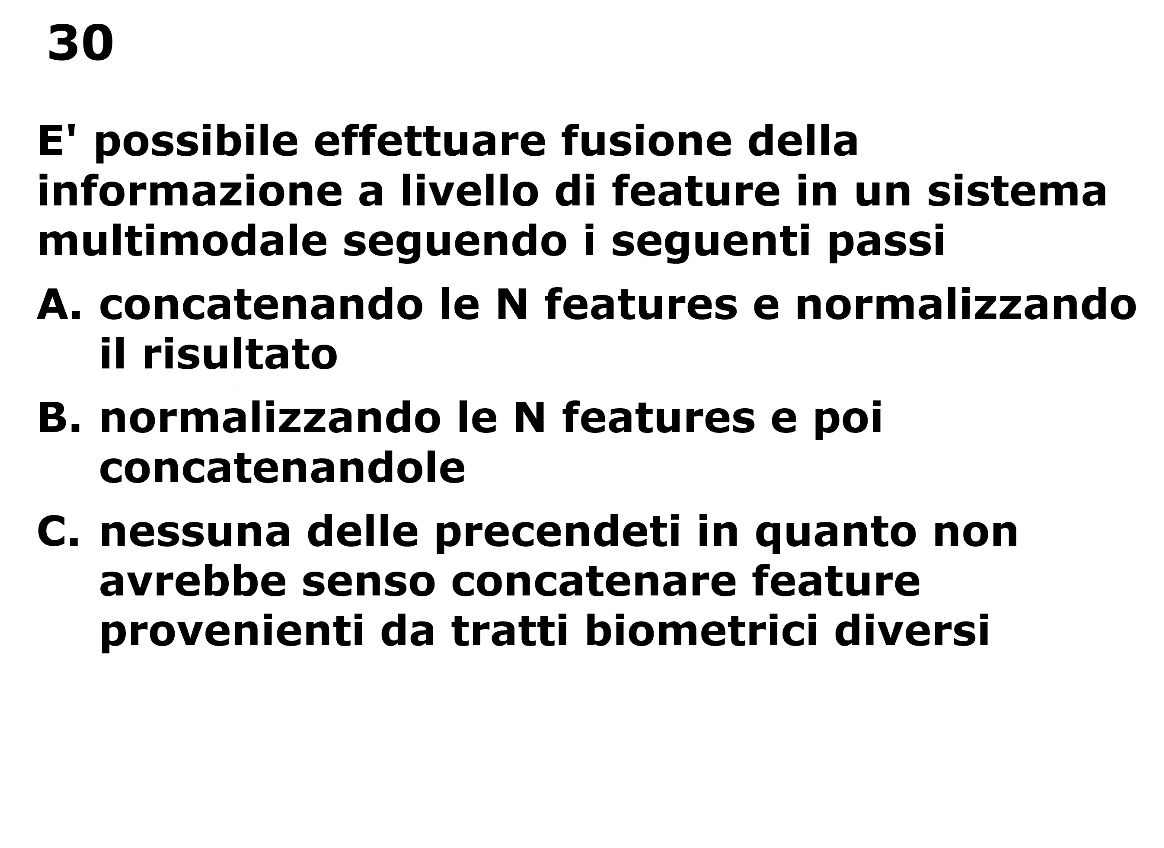 30
E' possibile effettuare fusione della
informazione a livello di feature in un sistema
multimodale seguendo i seguenti passi
A. concatenando le N features e normalizzando
il risultato
B. normalizzando le N features e poi
concatenandole
C. nessuna delle precendeti in quanto non
avrebbe senso concatenare feature
provenienti da tratti biometrici diversi